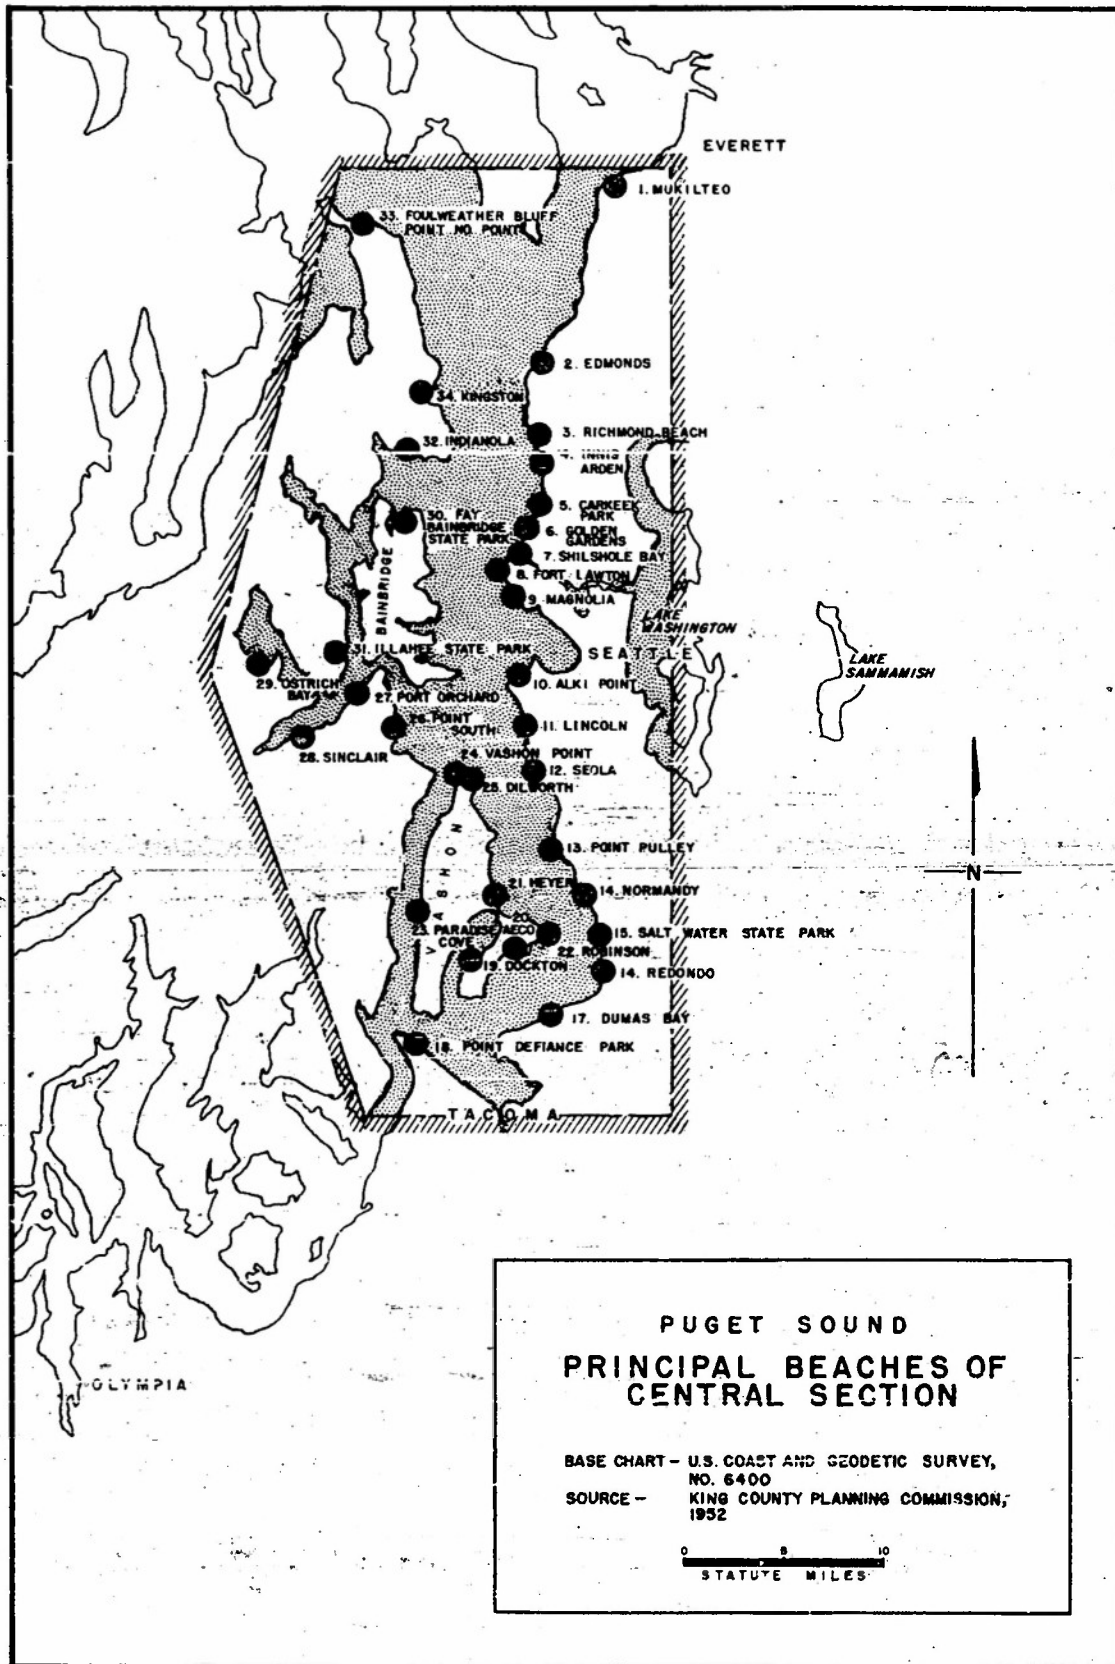 EVERETT
1. MUKILTEO
33. FOULWEATHER BLUFF
POINT NO POINT
2. EDMONDS
34. KINGSTON
3. RICHMOND BEACH
32. INDIANOLA
4. INNIS
ARDEN
5. CARKEEK
PARK
30. FAY
BAINBRIDGE
STATE PARK
6. GOLDEN
GARDENS
7. SHILSHOLE BAY
8. FORT LAWTON
9. MAGNOLIA
BAINBRIDGE
LAKE
WASHINGTON
31. ILLAHEE STATE PARK
SEATTLE
LAKE
SAMMAMISH
29. OSTRICH
BAY
10. ALKI POINT
27. PORT ORCHARD
26. POINT
SOUTH
11. LINCOLN
28. SINCLAIR
24. VASHON POINT
12. SEOLA
25. DILWORTH
VASHON
13. POINT PULLEY
N
21. HEYER
14. NORMANDY
20.
AECO
23. PARADISE
COVE
15. SALT WATER STATE PARK
22. ROBINSON
19. DOCKTON
14. REDONDO
17. DUMAS BAY
18. POINT DEFIANCE PARK
TACOMA
OLYMPIA
PUGET SOUND
PRINCIPAL BEACHES OF
CENTRAL SECTION
BASE CHART - U.S. COAST AND GEODETIC SURVEY,
NO. 6400
SOURCE - KING COUNTY PLANNING COMMISSION,
1952
0 5 10
STATUTE MILES